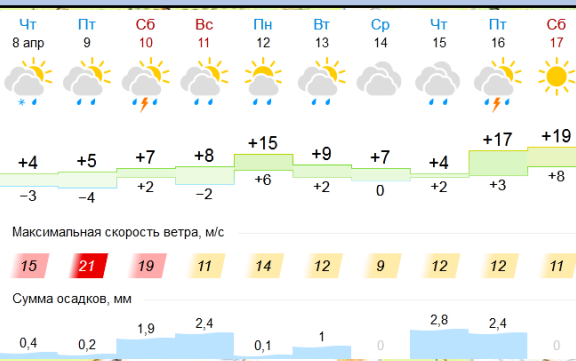 Чт Пт Сб Вс Пн Вт Ср Чт Пт Сб
8 апр 9 10 11 12 13 14 15 16 17
+4 +5 +7 +8 +15 +9 +7 +4 +17 +19
−3 −4 +2 −2 +6 +2 0 +2 +3 +8
Максимальная скорость ветра, м/с
15 21 19 11 14 12 9 12 12 11
Сумма осадков, мм
0,4 0,2 1,9 2,4 0,1 1 0 2,8 2,4 0